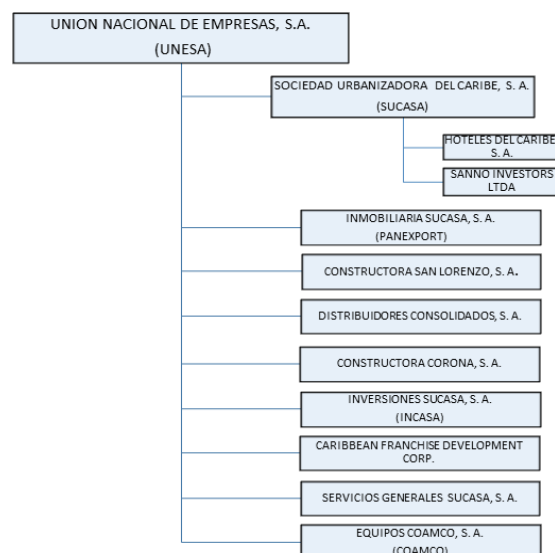 UNION NACIONAL DE EMPRESAS, S.A.
(UNESA)
SOCIEDAD URBANIZADORA DEL CARIBE, S. A.
(SUCASA)
HOTELES DEL CARIBE
S. A.
SANNO INVESTORS
LTDA
INMOBILIARIA SUCASA, S. A.
(PANEXPORT)
CONSTRUCTORA SAN LORENZO, S. A.
DISTRIBUIDORES CONSOLIDADOS, S. A.
CONSTRUCTORA CORONA, S. A.
INVERSIONES SUCASA, S. A.
(INCASA)
CARIBBEAN FRANCHISE DEVELOPMENT
CORP.
SERVICIOS GENERALES SUCASA, S. A.
EQUIPOS COAMCO, S. A.
(COAMCO)